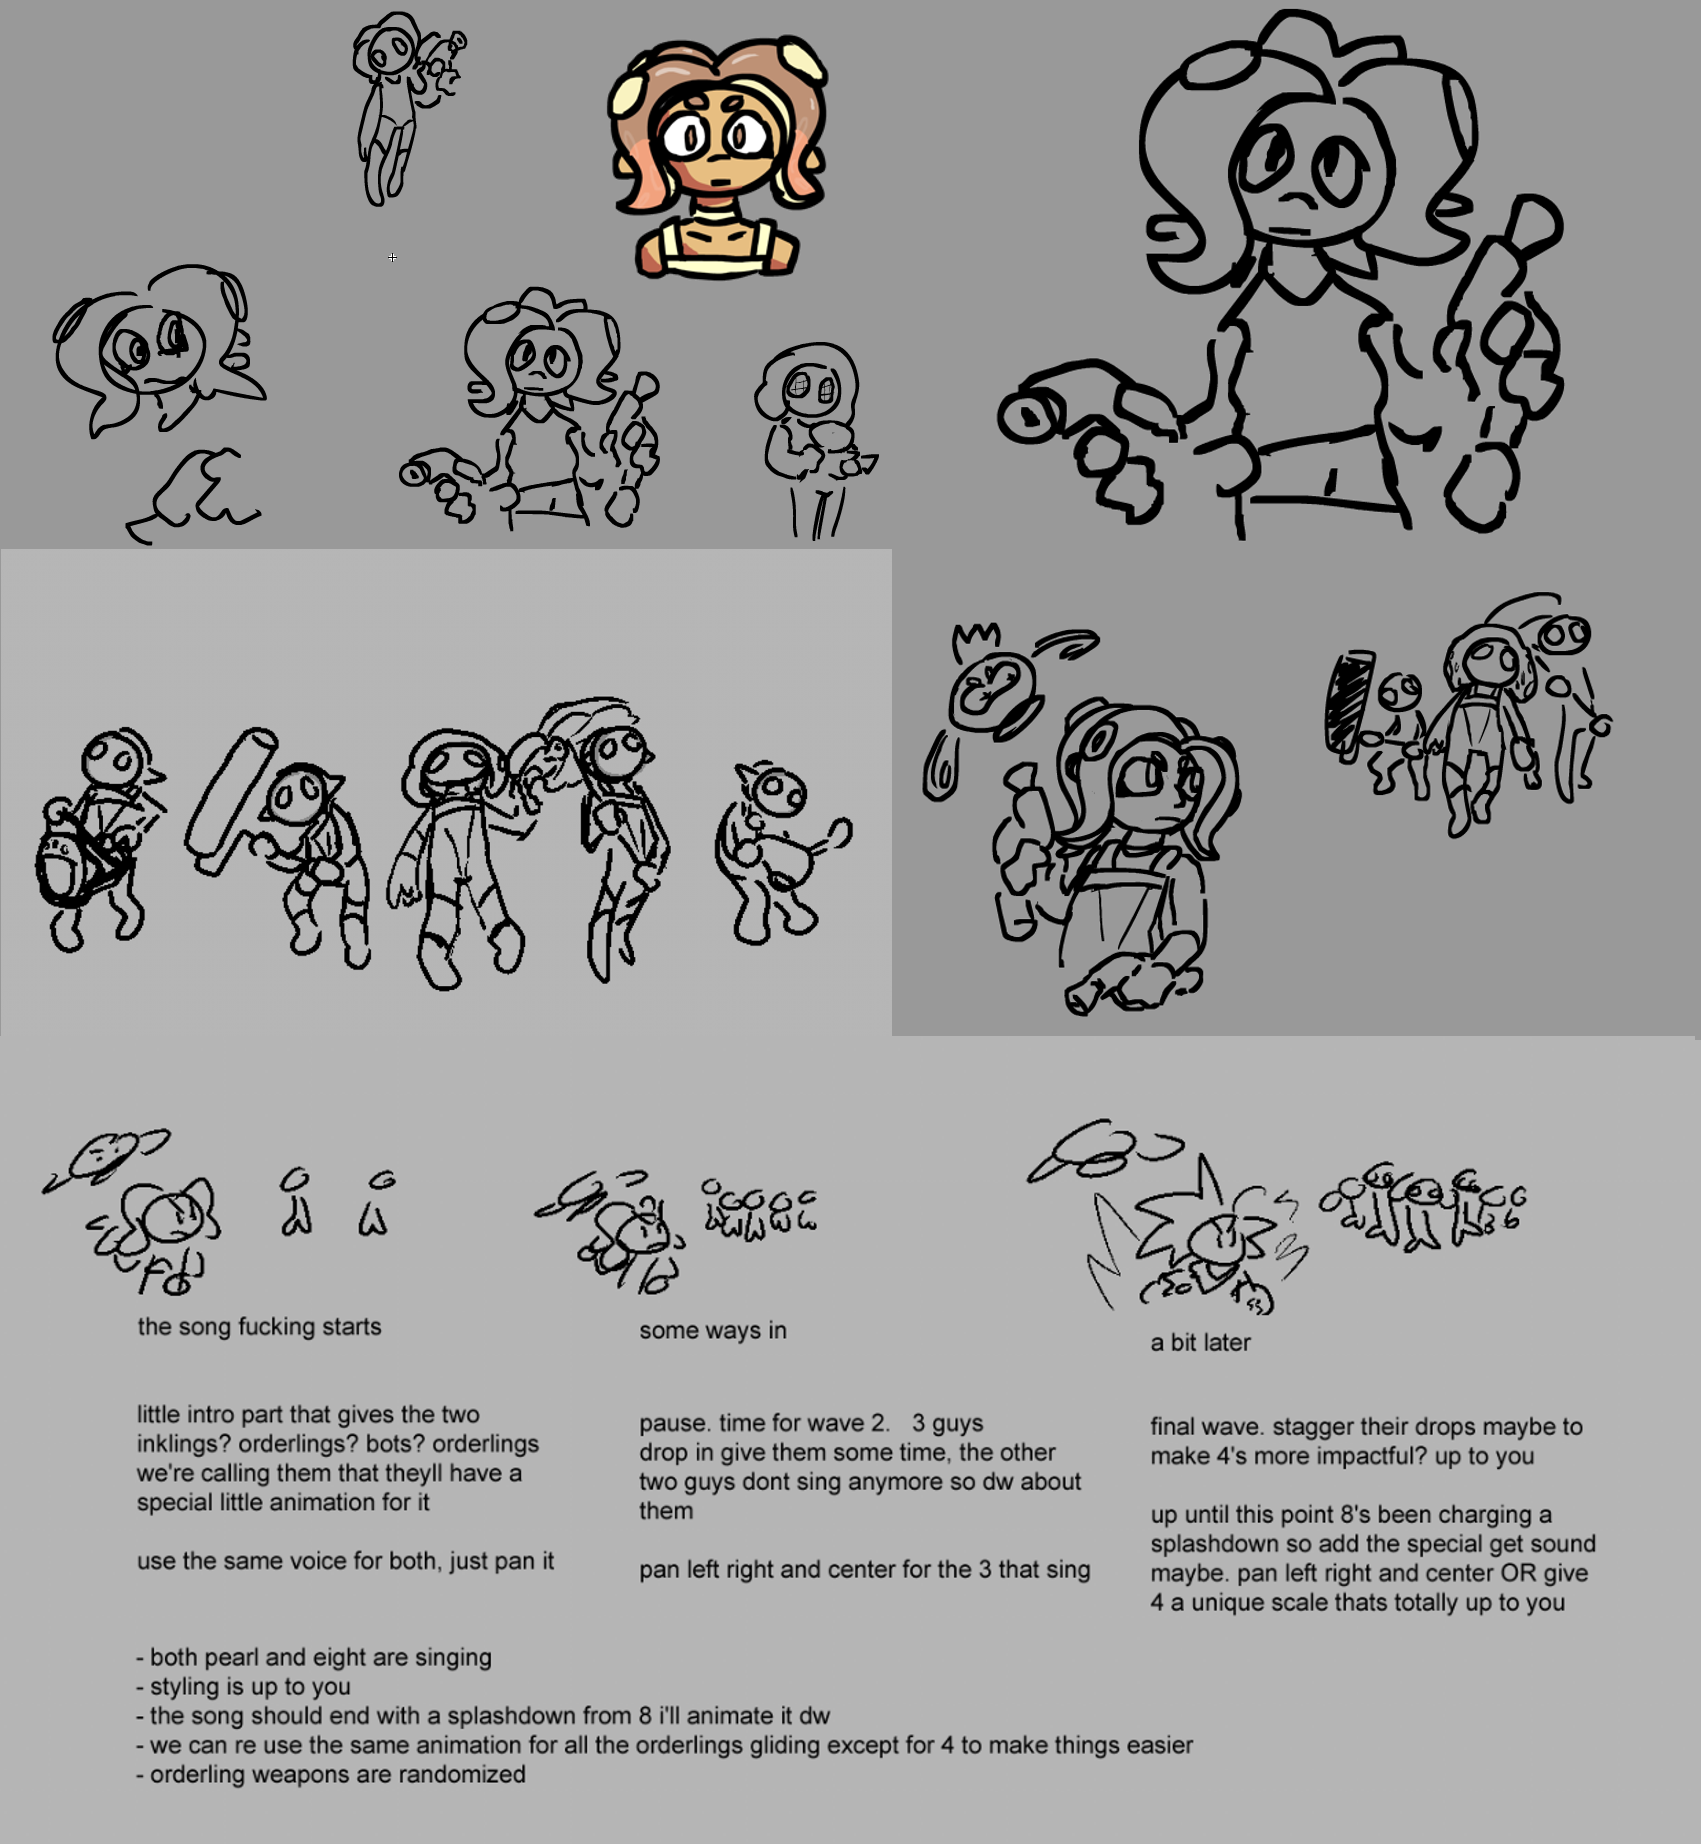 the song fucking starts
little intro part that gives the two
inklings? orderlings? bots? orderlings
we're calling them that theyll have a
special little animation for it
use the same voice for both, just pan it
some ways in
pause. time for wave 2.   3 guys
drop in give them some time, the other
two guys dont sing anymore so dw about
them
pan left right and center for the 3 that sing
a bit later
final wave. stagger their drops maybe to
make 4's more impactful? up to you
up until this point 8's been charging a
splashdown so add the special get sound
maybe. pan left right and center OR give
4 a unique scale thats totally up to you
- both pearl and eight are singing
- styling is up to you
- the song should end with a splashdown from 8 i'll animate it dw
- we can re use the same animation for all the orderlings gliding except for 4 to make things easier
- orderling weapons are randomized